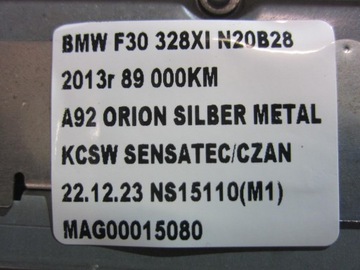 BMW F30 328XI N20B28
2013r 89 000KM
A92 ORION SILBER METAL
KCSW SENSATEC/CZAN
22.12.23 NS15110(M1)
MAG00015080